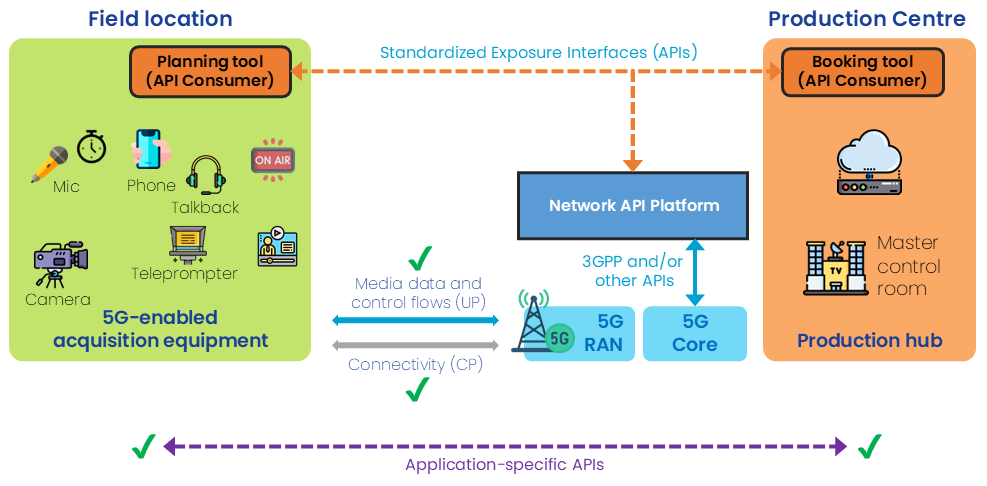 Field location
Production Centre
Planning tool
(API Consumer)
Standardized Exposure Interfaces (APIs)
Booking tool
(API Consumer)
Mic
Phone
Talkback
ON AIR
Teleprompter
Camera
5G-enabled
acquisition equipment
Media data and
control flows (UP)
Connectivity (CP)
Network API Platform
3GPP and/or
other APIs
5G
5G
RAN
5G
Core
TV
Master
control
room
Production hub
Application-specific APIs